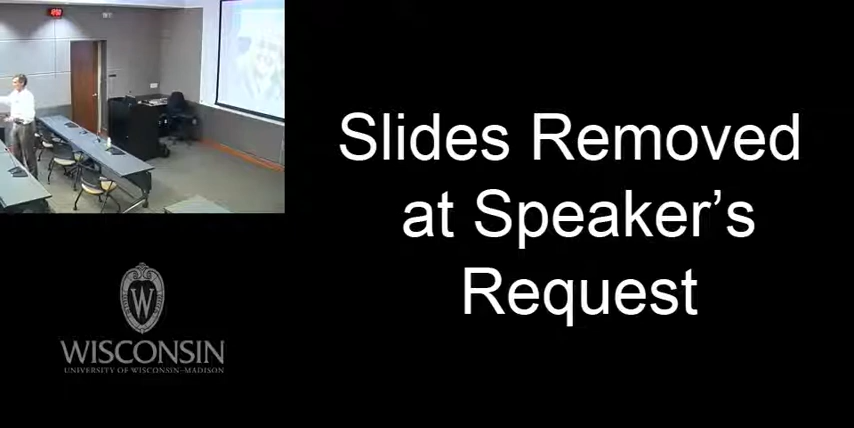 Slides Removed
at Speaker’s
Request
W
WISCONSIN
UNIVERSITY OF WISCONSIN–MADISON